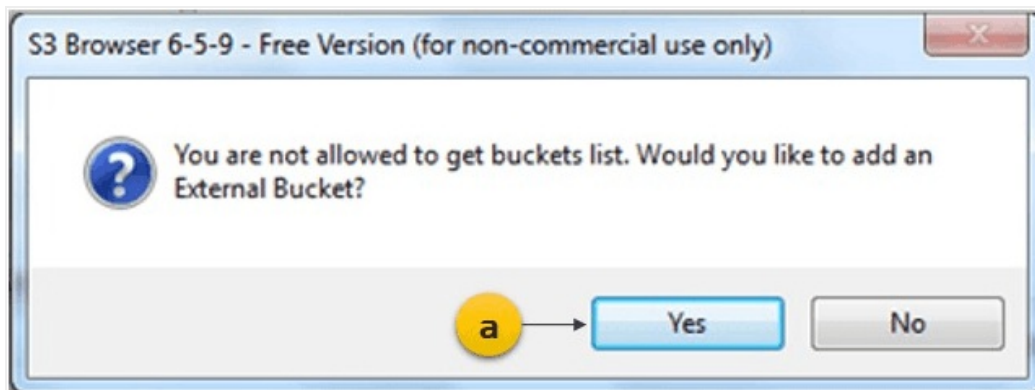 S3 Browser 6-5-9 - Free Version (for non-commercial use only)
You are not allowed to get buckets list. Would you like to add an
External Bucket?
a
Yes
No